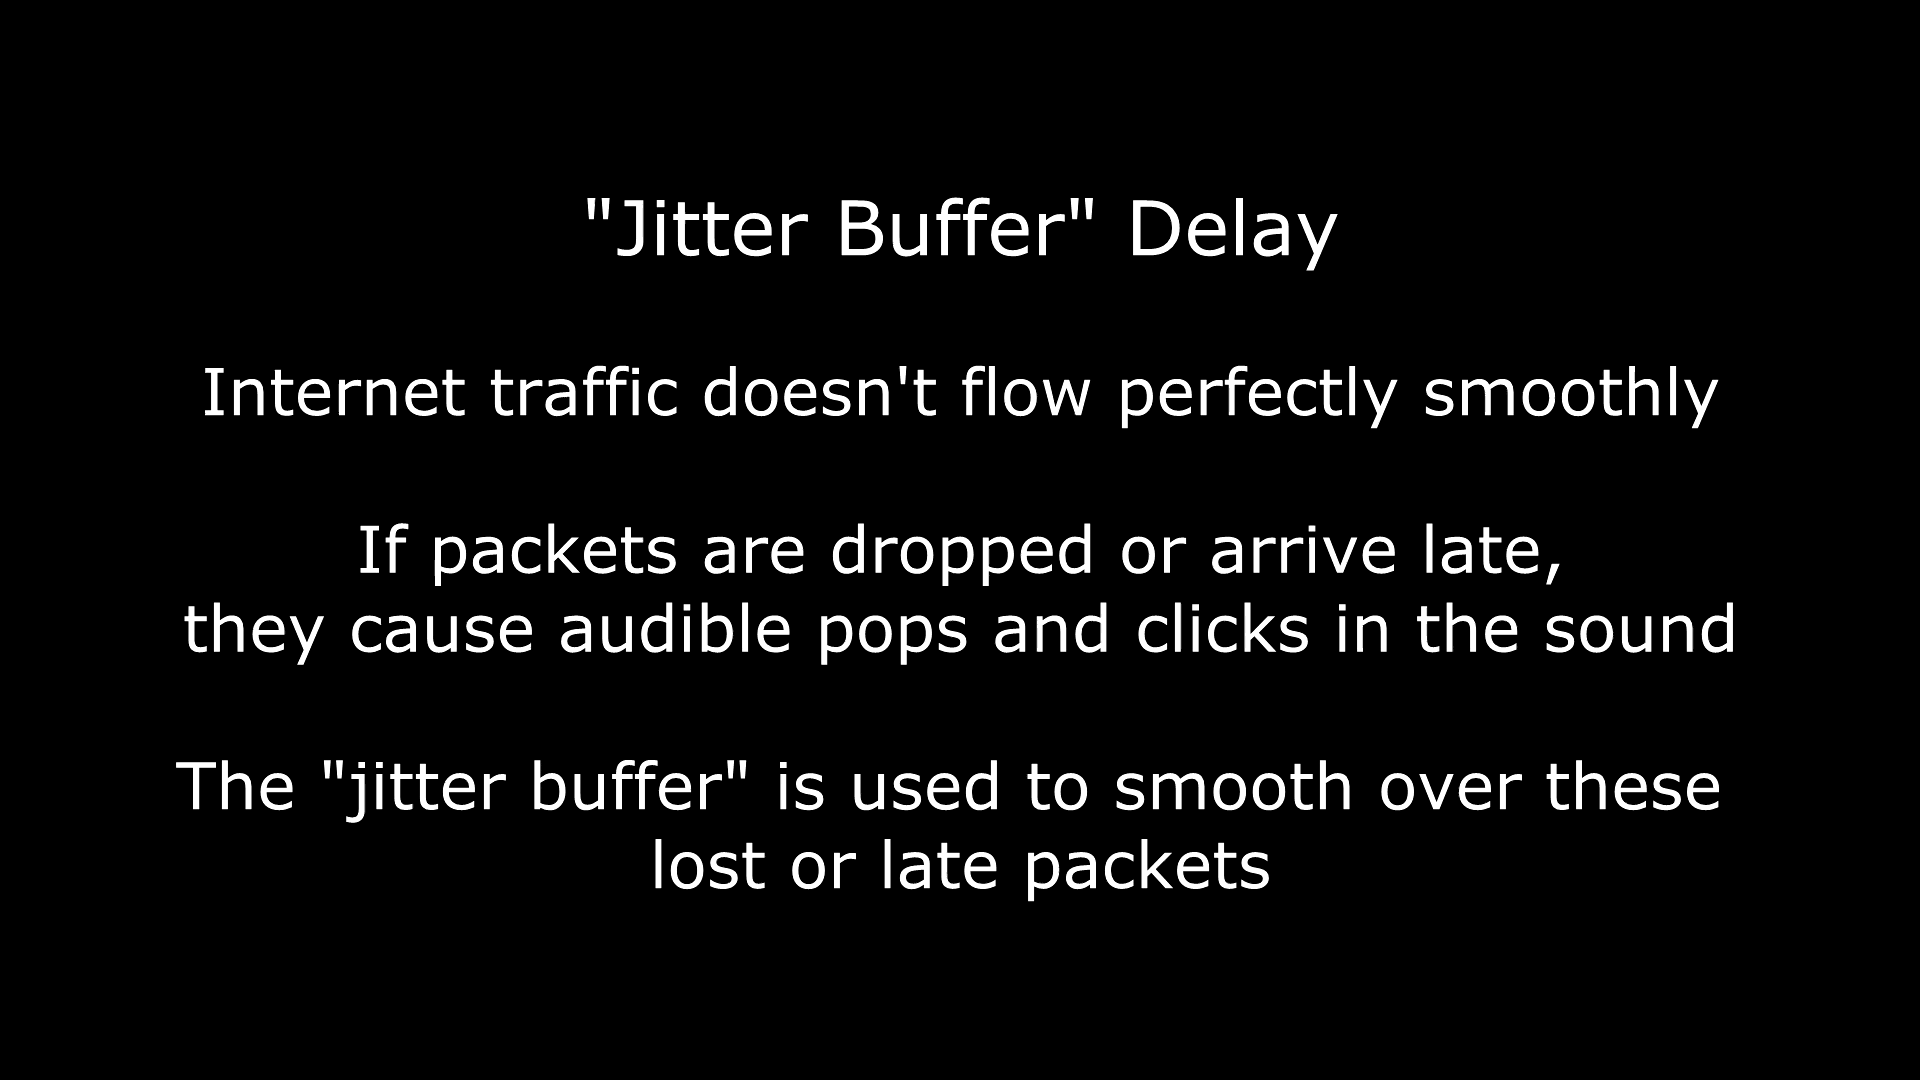 "Jitter Buffer" Delay
Internet traffic doesn't flow perfectly smoothly
If packets are dropped or arrive late,
they cause audible pops and clicks in the sound
The "jitter buffer" is used to smooth over these
lost or late packets